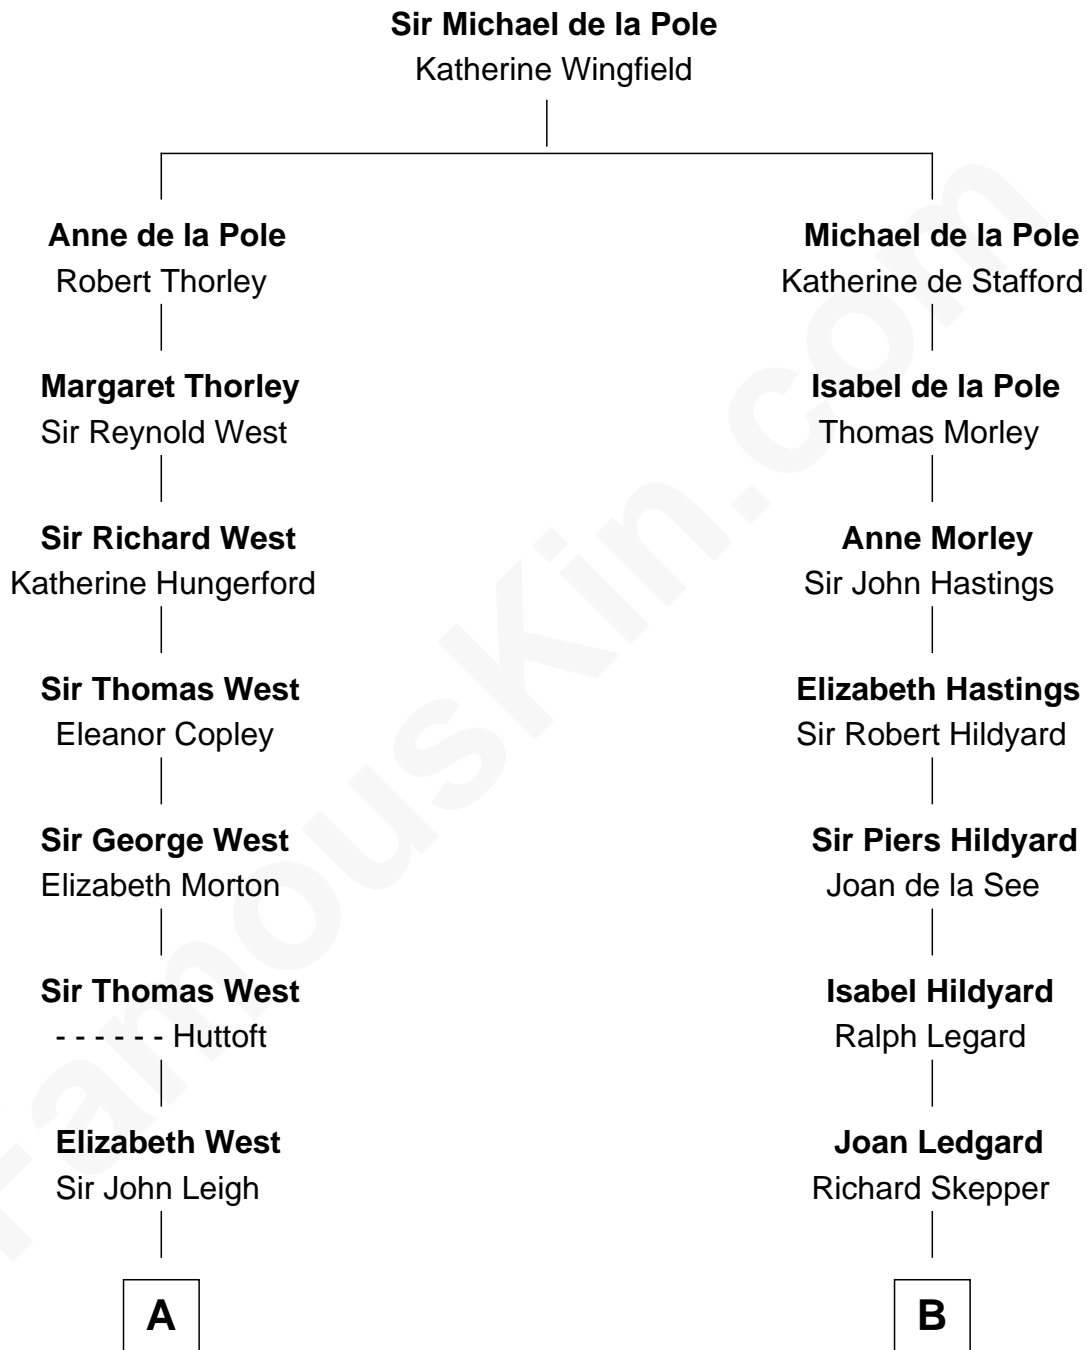 Sir Michael de la Pole
Katherine Wingfield
Anne de la Pole
Robert Thorley
Margaret Thorley
Sir Reynold West
Sir Richard West
Katherine Hungerford
Sir Thomas West
Eleanor Copley
Sir George West
Elizabeth Morton
Sir Thomas West
- - - - - - Huttoft
Elizabeth West
Sir John Leigh
A
Michael de la Pole
Katherine de Stafford
Isabel de la Pole
Thomas Morley
Anne Morley
Sir John Hastings
Elizabeth Hastings
Sir Robert Hildyard
Sir Piers Hildyard
Joan de la See
Isabel Hildyard
Ralph Legard
Joan Ledgard
Richard Skepper
B
FamousKin.com